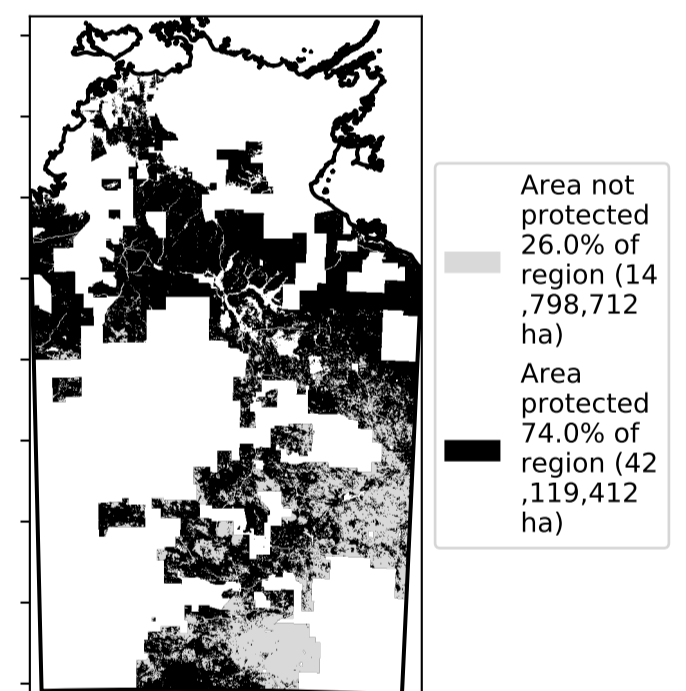 Area not
protected
26.0% of
region (14
,798,712
ha)
Area
protected
74.0% of
region (42
,119,412
ha)